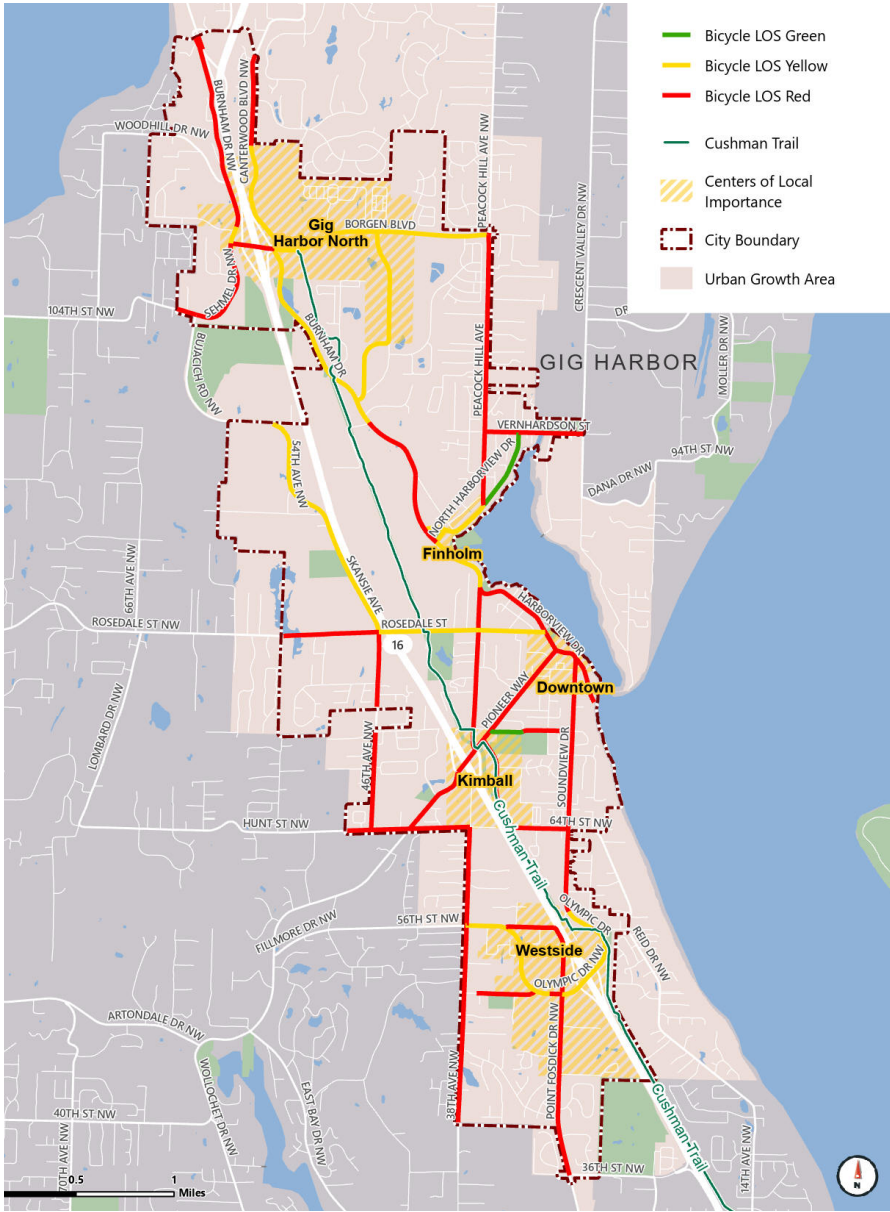 Bicycle LOS Green
Bicycle LOS Yellow
Bicycle LOS Red
Cushman Trail
Centers of Local
Importance
City Boundary
Urban Growth Area
BURNHAM DR NW
CANTERWOOD BLVD NW
WOODHILL DR NW
PEACOCK HILL AVE NW
CRESCENT VALLEY DR NW
Gig
Harbor North
BORGEN BLVD
SEHMEL DR NW
104TH ST NW
BUJACICH RD NW
BURNHAM DR
DR
MOLLER DR NW
GIG HARBOR
PEACOCK HILL AVE
VERNHARDSON ST
94TH ST NW
DANA DR NW
54TH AVE NW
NORTH HARBORVIEW DR
Finholm
SKANSIE AVE
66TH AVE NW
HARBORVIEW DR
ROSEDALE ST NW
ROSEDALE ST
16
PIONEER WAY
Downtown
LOMBARD DR NW
46TH AVE NW
SOUNDVIEW DR
Kimball
HUNT ST NW
64TH ST NW
Cushman-Trail
FILLMORE DR NW
56TH ST NW
OLYMPIC DR
REID DR NW
Westside
OLYMPIC DR NW
ARTONDALE DR NW
WOLLOCHET DR NW
EAST BAY DR NW
38TH AVE NW
POINT FOSDICK DR NW
Cushman-Trail
40TH ST NW
70TH AVE NW
36TH ST NW
14TH AVE NW
0.5
1
Miles
N